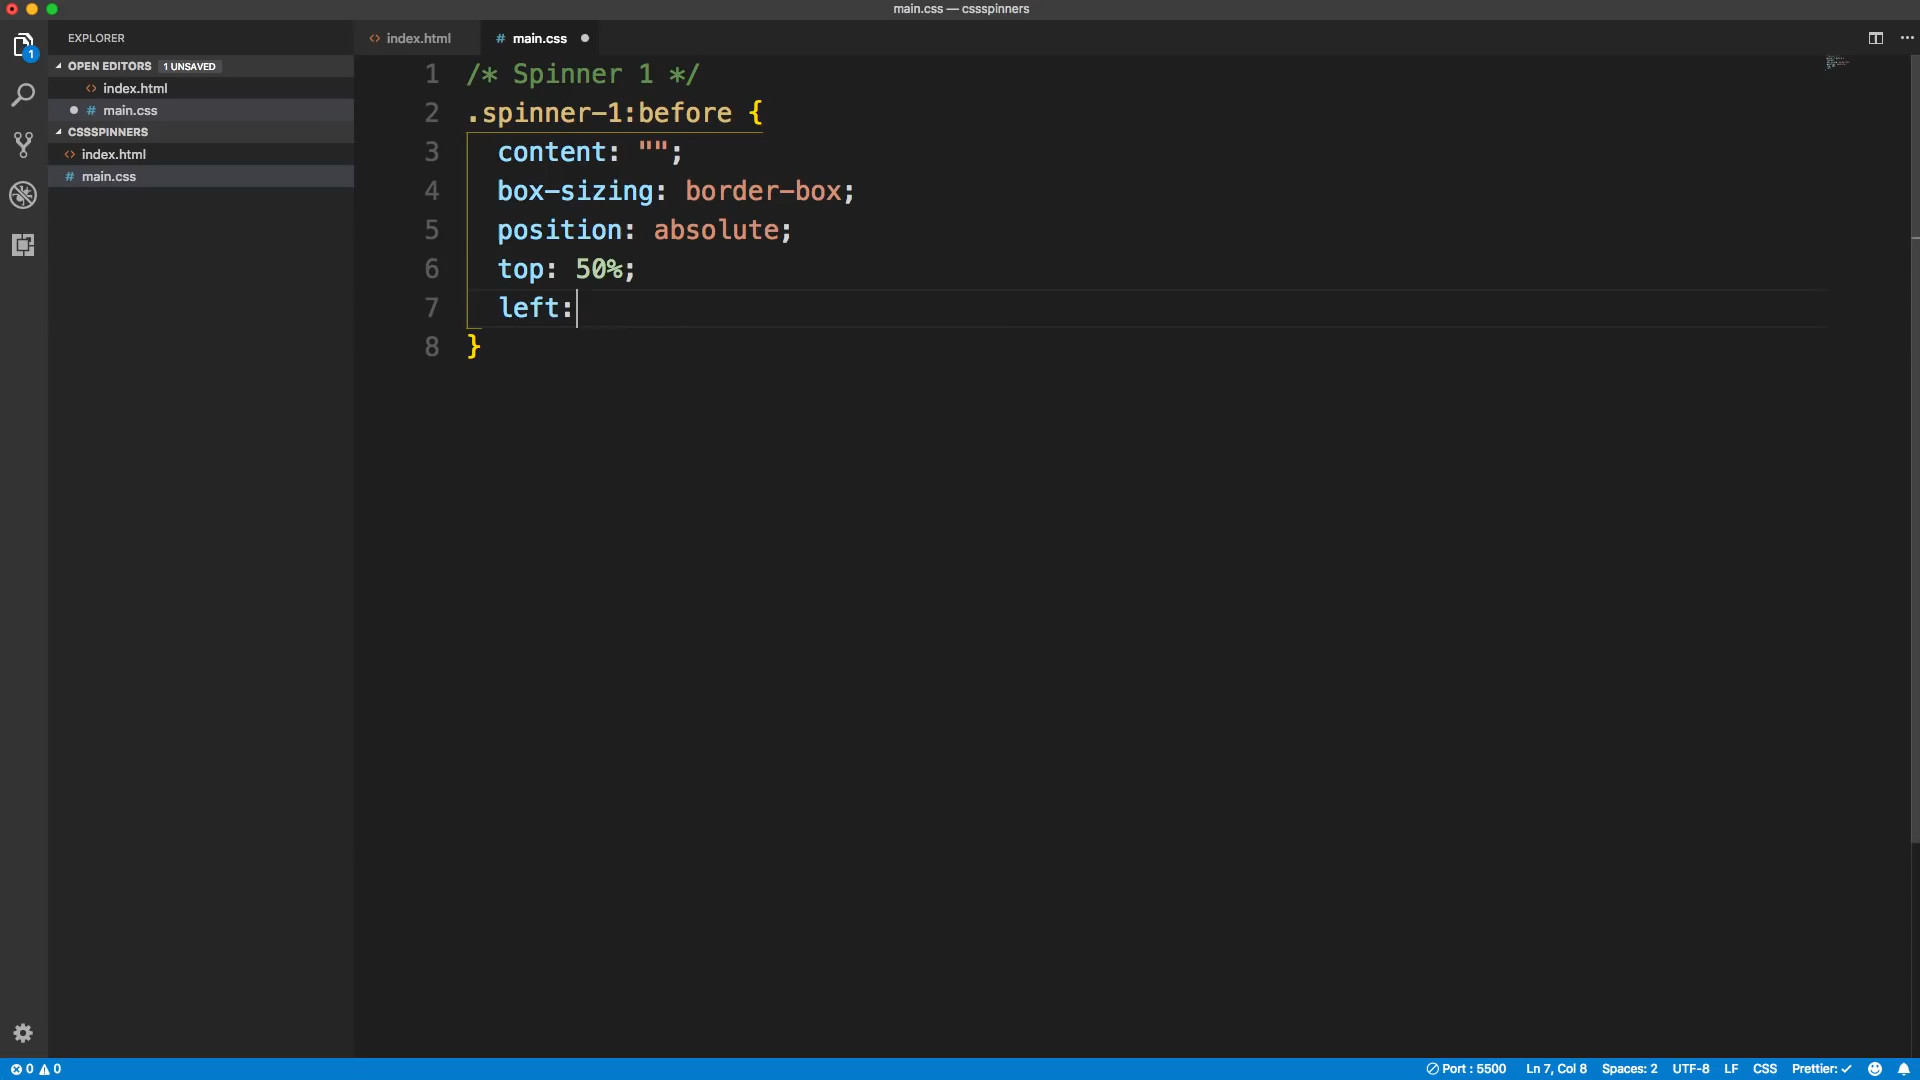 main.css — cssspinners
EXPLORER
OPEN EDITORS 1 UNSAVED
<> index.html
# main.css
CSSSPINNERS
<> index.html
# main.css
1
<> index.html
# main.css
1 /* Spinner 1 */
2 .spinner-1:before {
3 content: "";
4 box-sizing: border-box;
5 position: absolute;
6 top: 50%;
7 left:
8 }
0 0
Port : 5500 Ln 7, Col 8 Spaces: 2 UTF-8 LF CSS Prettier: ✓